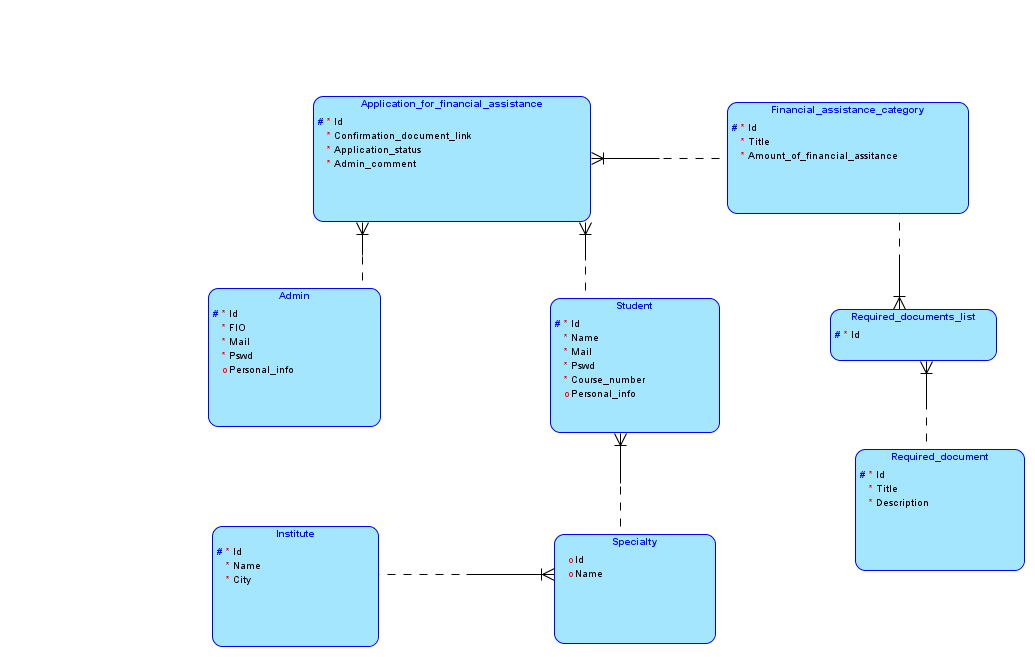 Application_for_financial_assistance
# * Id
* Confirmation_document_link
* Application_status
* Admin_comment
Financial_assistance_category
# * Id
* Title
* Amount_of_financial_assitance
Admin
# * Id
* FIO
* Mail
* Pswd
o Personal_info
Student
# * Id
* Name
* Mail
* Pswd
* Course_number
o Personal_info
Required_documents_list
# * Id
Required_document
# * Id
* Title
* Description
Institute
# * Id
* Name
* City
Specialty
o Id
o Name